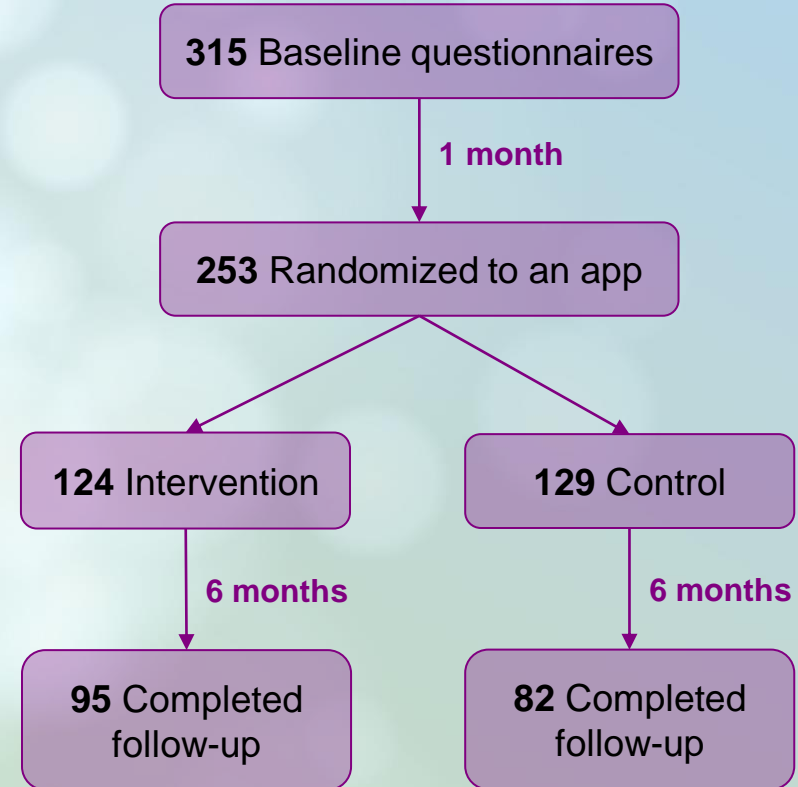 315 Baseline questionnaires
1 month
253 Randomized to an app
124 Intervention
129 Control
6 months
6 months
95 Completed
follow-up
82 Completed
follow-up